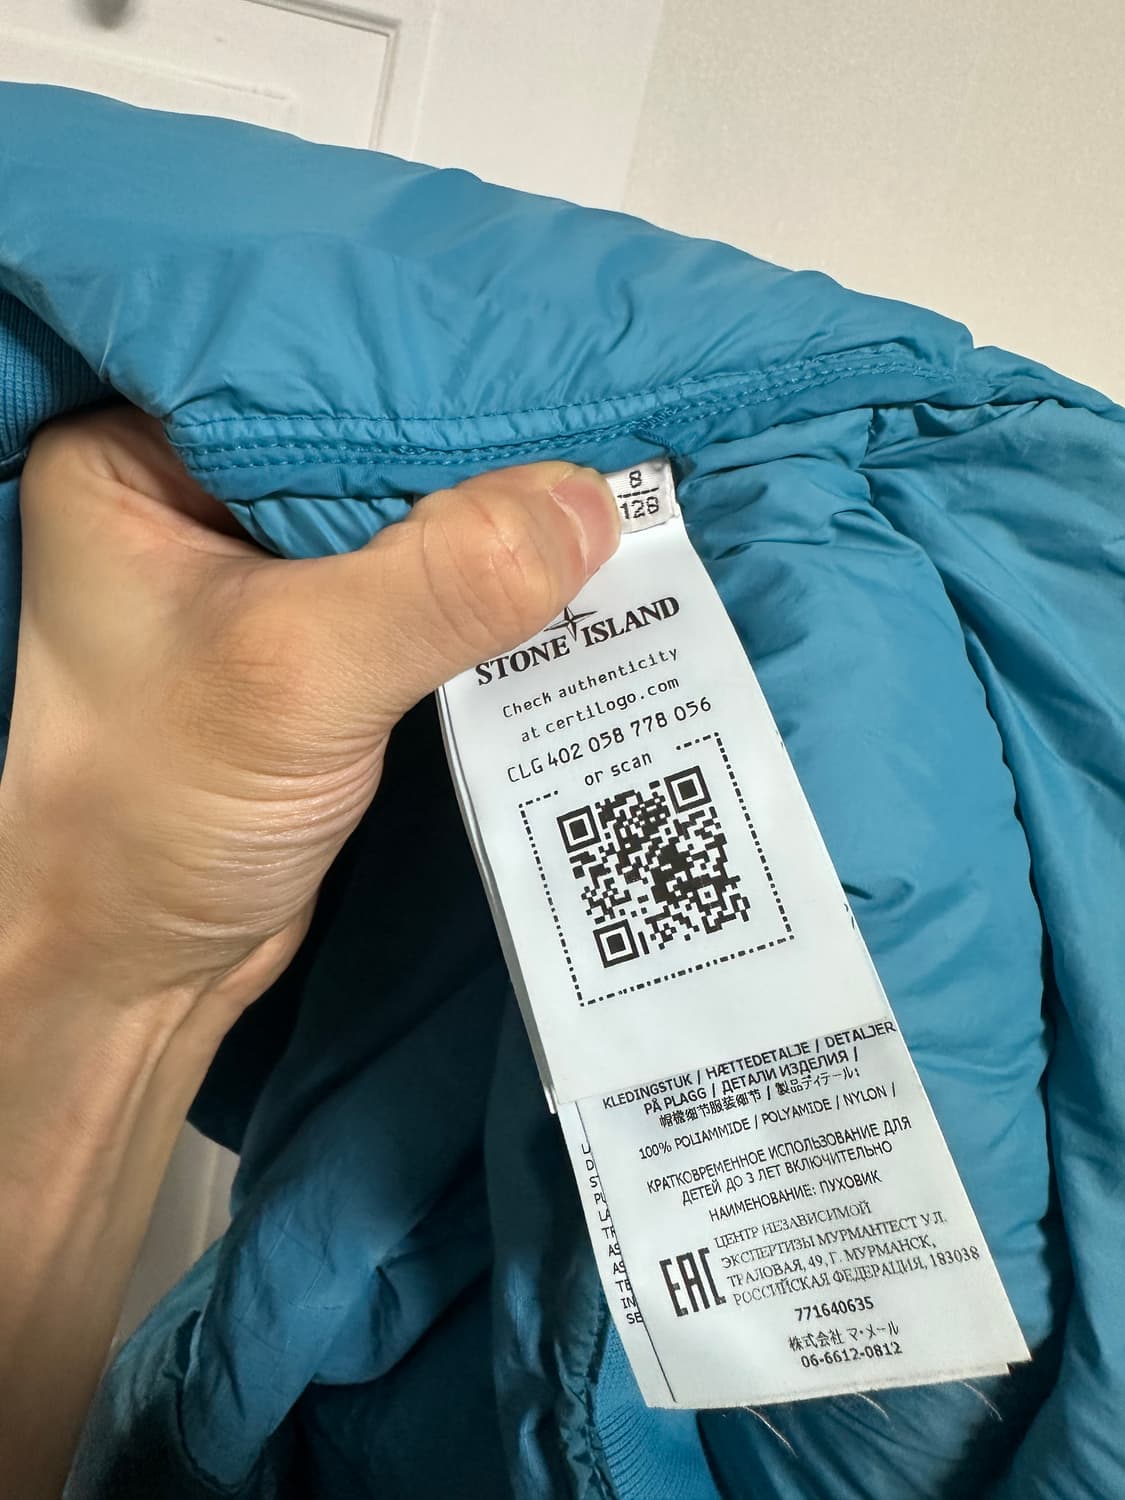 8
128
STONE ISLAND
Check authenticity
at certilogo.com
CLG 402 058 778 056
or scan
KLEDINGSTUK / HÆTTEDETALJE / DETALJER
PÅ PLAGG / ДЕТАЛИ ИЗДЕЛИЯ /
帽檐细节服装细节 / 製品ディテール:
100% POLIAMMIDE / POLYAMIDE / NYLON /
КРАТКОВРЕМЕННОЕ ИСПОЛЬЗОВАНИЕ ДЛЯ
ДЕТЕЙ ДО 3 ЛЕТ ВКЛЮЧИТЕЛЬНО
НАИМЕНОВАНИЕ: ПУХОВИК
EAC
ЦЕНТР НЕЗАВИСИМОЙ
ЭКСПЕРТИЗЫ МУРМАНТЕСТ УЛ.
ТРАЛОВАЯ, 49, Г. МУРМАНСК,
РОССИЙСКАЯ ФЕДЕРАЦИЯ, 183038
771640635
株式会社 マ・メール
06-6612-0812